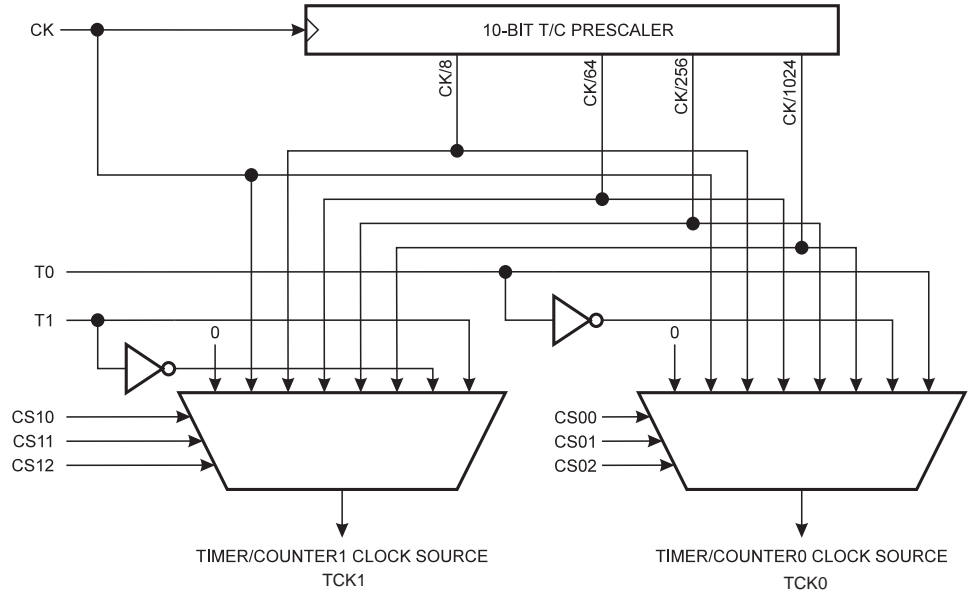 CK
10-BIT T/C PRESCALER
CK/8
CK/64
CK/256
CK/1024
T0
T1
0
0
CS10
CS11
CS12
CS00
CS01
CS02
TIMER/COUNTER1 CLOCK SOURCE
TCK1
TIMER/COUNTER0 CLOCK SOURCE
TCK0